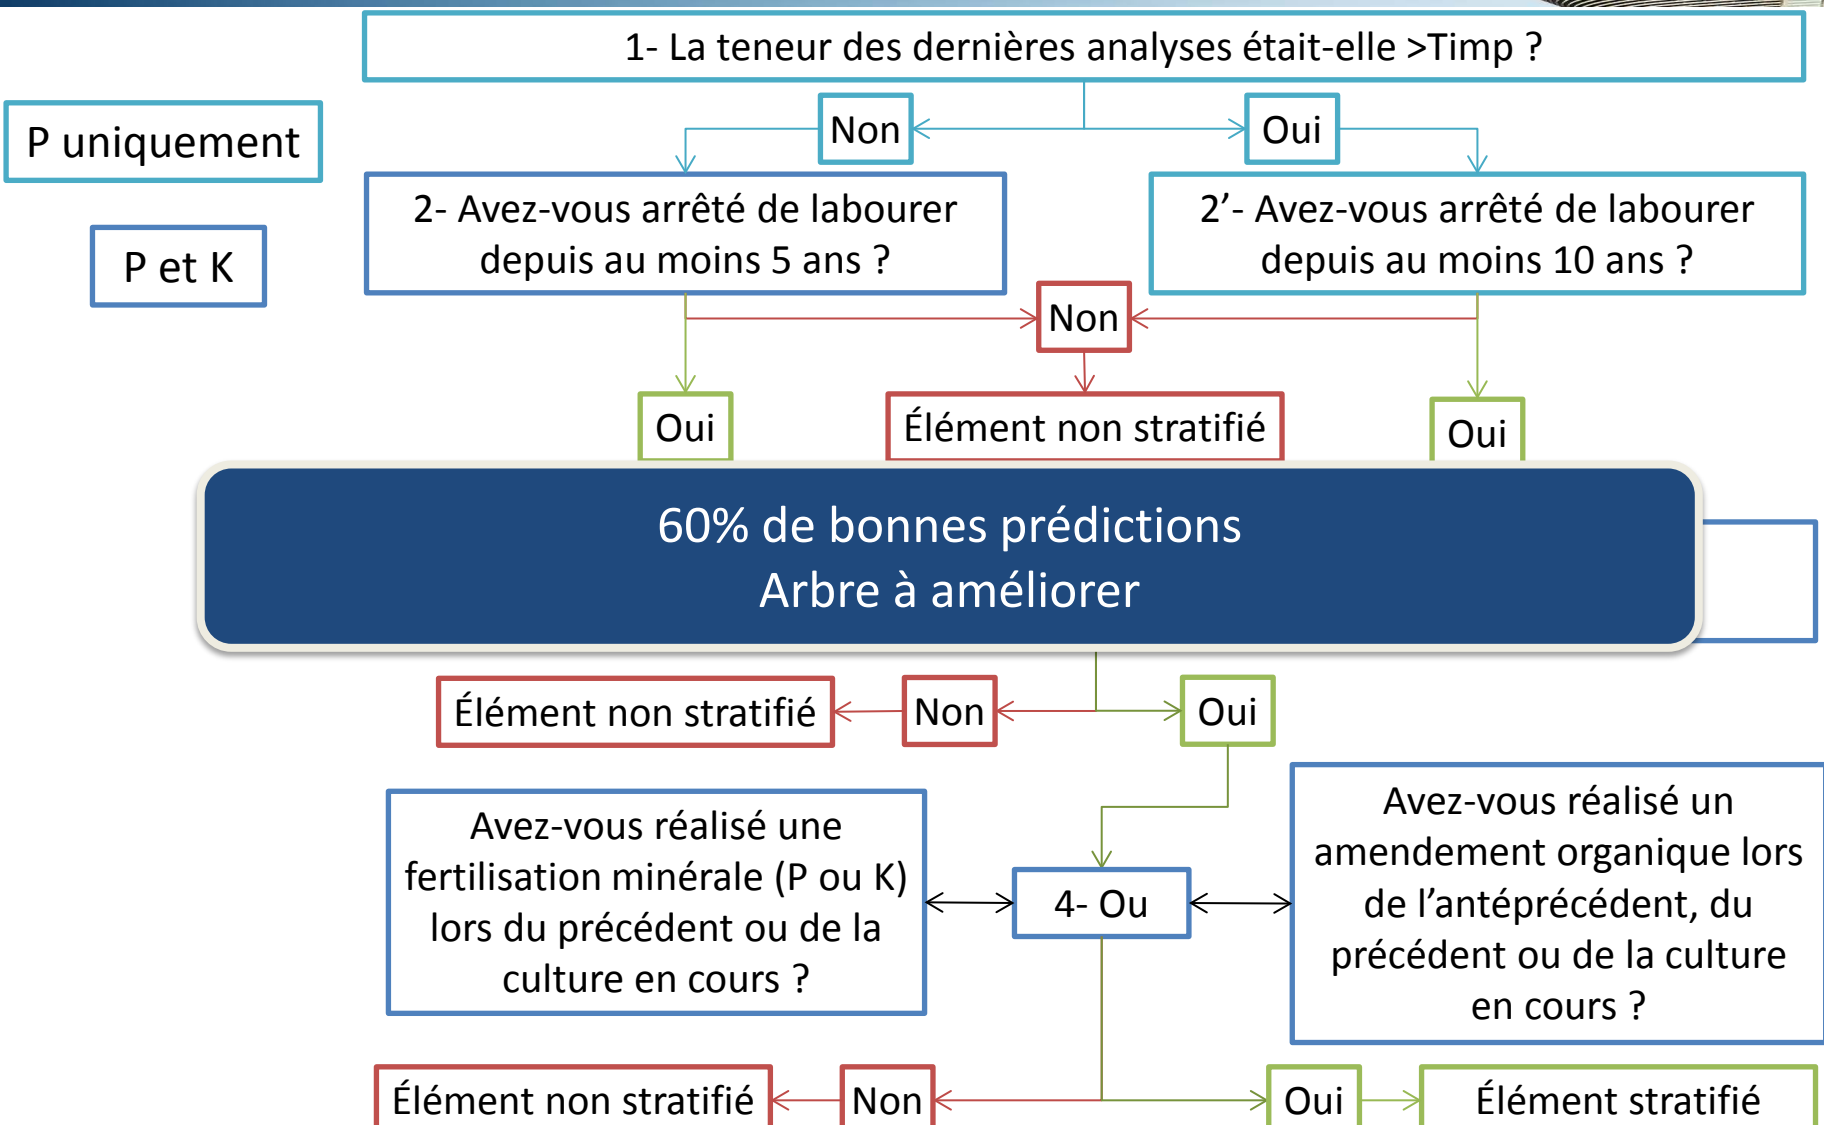 1- La teneur des dernières analyses était-elle >Timp ?
P uniquement
Non
Oui
P et K
2- Avez-vous arrêté de labourer
depuis au moins 5 ans ?
2’- Avez-vous arrêté de labourer
depuis au moins 10 ans ?
Non
Oui
Élément non stratifié
Oui
60% de bonnes prédictions
Arbre à améliorer
Élément non stratifié
Non
Oui
Avez-vous réalisé une
fertilisation minérale (P ou K)
lors du précédent ou de la
culture en cours ?
4- Ou
Avez-vous réalisé un
amendement organique lors
de l’antéprécédent, du
précédent ou de la culture
en cours ?
Élément non stratifié
Non
Oui
Élément stratifié